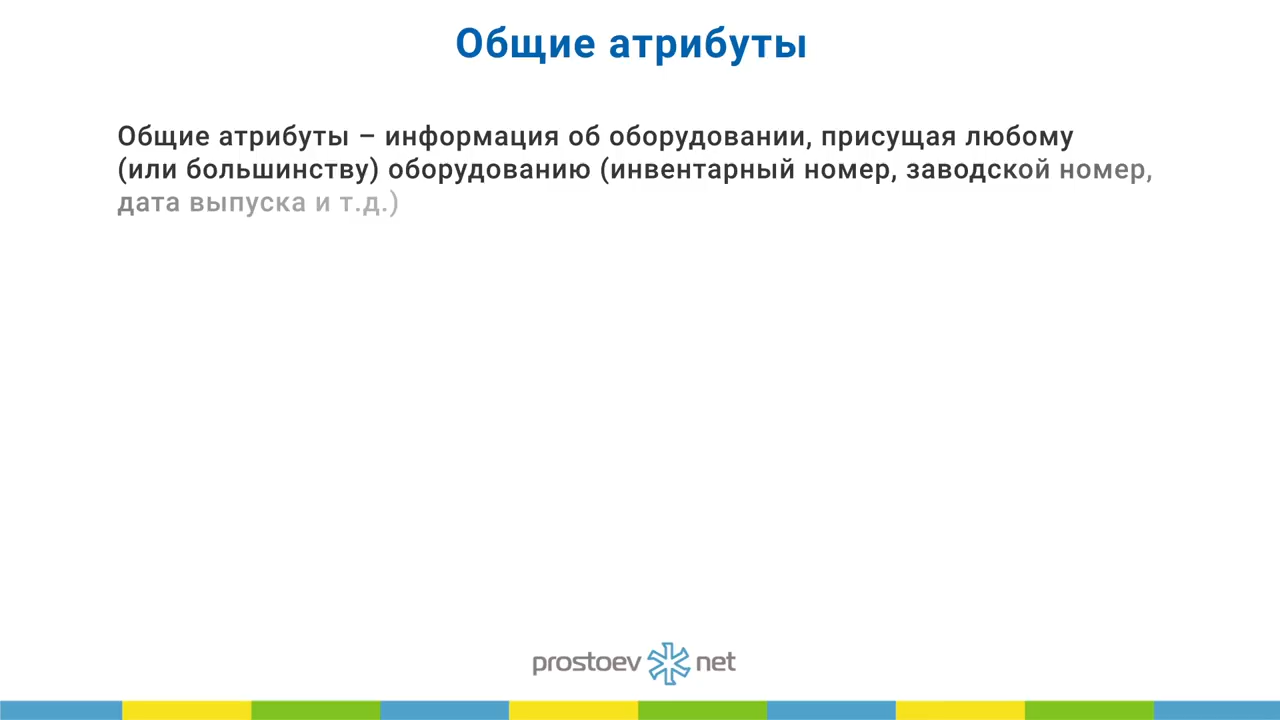 Общие атрибуты
Общие атрибуты – информация об оборудовании, присущая любому
(или большинству) оборудованию (инвентарный номер, заводской номер,
дата выпуска и т.д.)
prostoev net